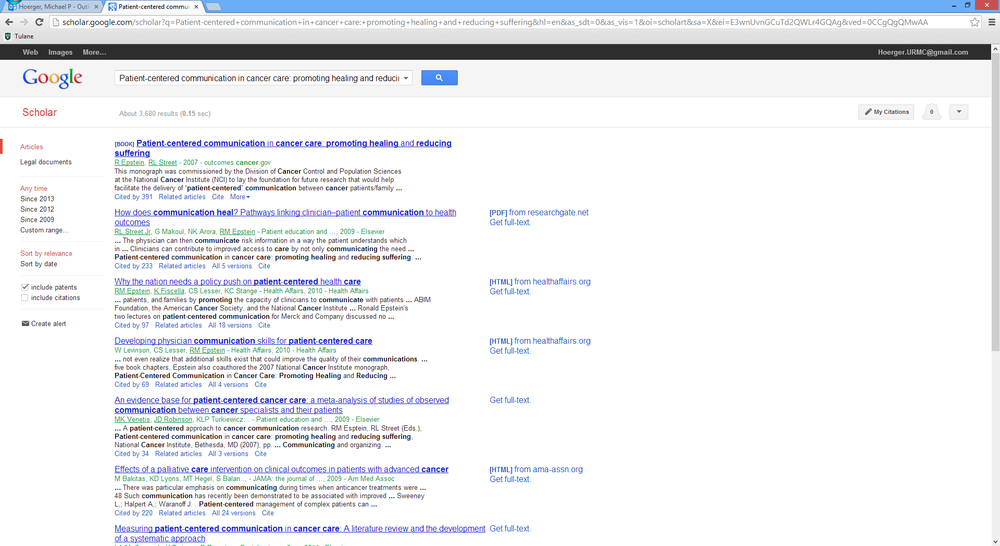 Hoerger, Michael P - Outl
Patient-centered commu
scholar.google.com/scholar?q=Patient-centered+communication+in+cancer+care:+promoting+healing+and+reducing+suffering&hl=en&as_sdt=0&as_vis=1&oi=scholart&sa=X&ei=E3wnUvnGCuTd2QWLr4GQAg&ved=0CCgQgQMwAA
Tulane
Web Images More...
Hoerger.URMC@gmail.com
Google
Patient-centered communication in cancer care: promoting healing and reducin
Scholar
About 3,680 results (0.15 sec)
My Citations
0
Articles
Legal documents
Any time
Since 2013
Since 2012
Since 2009
Custom range...
Sort by relevance
Sort by date
include patents
include citations
Create alert
[BOOK] Patient-centered communication in cancer care: promoting healing and reducing
suffering
R Epstein, RL Street - 2007 - outcomes.cancer.gov
This monograph was commissioned by the Division of Cancer Control and Population Sciences
at the National Cancer Institute (NCI) to lay the foundation for future research that would help
facilitate the delivery of “patient-centered” communication between cancer patients/family ...
Cited by 391 Related articles Cite More
How does communication heal? Pathways linking clinician–patient communication to health
outcomes
RL Street Jr, G Makoul, NK Arora, RM Epstein - Patient education and ..., 2009 - Elsevier
... The physician can then communicate risk information in a way the patient understands which
in ... Clinicians can contribute to improved access to care by not only communicating the need ...
Patient-centered communication in cancer care: promoting healing and reducing suffering. ...
Cited by 233 Related articles All 5 versions Cite
[PDF] from researchgate.net
Get full-text.
Why the nation needs a policy push on patient-centered health care
RM Epstein, K Fiscella, CS Lesser, KC Stange - Health Affairs, 2010 - Health Affairs
... patients, and families by promoting the capacity of clinicians to communicate with patients ... ABIM
Foundation, the American Cancer Society, and the National Cancer Institute ... Ronald Epstein's
two lectures on patient-centered communication for Merck and Company discussed no ...
Cited by 97 Related articles All 18 versions Cite
[HTML] from healthaffairs.org
Get full-text.
Developing physician communication skills for patient-centered care
W Levinson, CS Lesser, RM Epstein - Health Affairs, 2010 - Health Affairs
... not even realize that additional skills exist that could improve the quality of their communications. ...
five book chapters, Epstein also coauthored the 2007 National Cancer Institute monograph,
Patient-Centered Communication in Cancer Care: Promoting Healing and Reducing ...
Cited by 69 Related articles All 4 versions Cite
[HTML] from healthaffairs.org
Get full-text.
An evidence base for patient-centered cancer care: a meta-analysis of studies of observed
communication between cancer specialists and their patients
MK Venetis, JD Robinson, KLP Turkiewicz... - Patient education and ..., 2009 - Elsevier
... A patient-centered approach to cancer communication research. RM Esptein, RL Street (Eds.),
Patient-centered communication in cancer care: promoting healing and reducing suffering,
National Cancer Institute, Bethesda, MD (2007), pp. ... Communicating and organizing. ...
Cited by 34 Related articles All 3 versions Cite
Get full-text.
Effects of a palliative care intervention on clinical outcomes in patients with advanced cancer
M Bakitas, KD Lyons, MT Hegel, S Balan... - JAMA: the journal of ..., 2009 - Am Med Assoc
... There was particular emphasis on communicating during times when anticancer treatments were ...
48 Such communication has recently been demonstrated to be associated with improved ... Sweeney
L,; Halpert A,; Waranoff J. . Patient-centered management of complex patients can ...
Cited by 220 Related articles All 24 versions Cite
[HTML] from ama-assn.org
Get full-text.
Measuring patient-centered communication in cancer care: A literature review and the development
of a systematic approach
Get full-text.